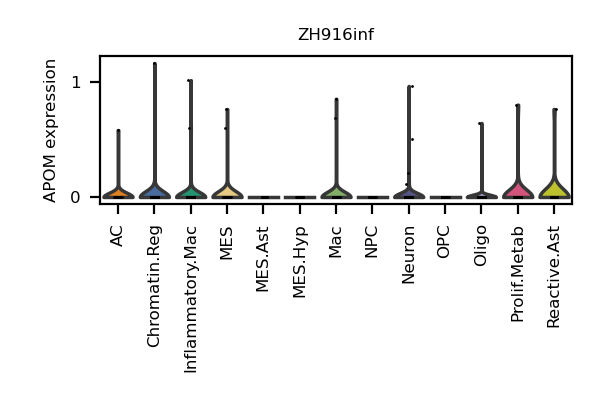 ZH916inf
APOM expression
1
0
AC
Chromatin.Reg
Inflammatory.Mac
MES
MES.Ast
MES.Hyp
Mac
NPC
Neuron
OPC
Oligo
Prolif.Metab
Reactive.Ast